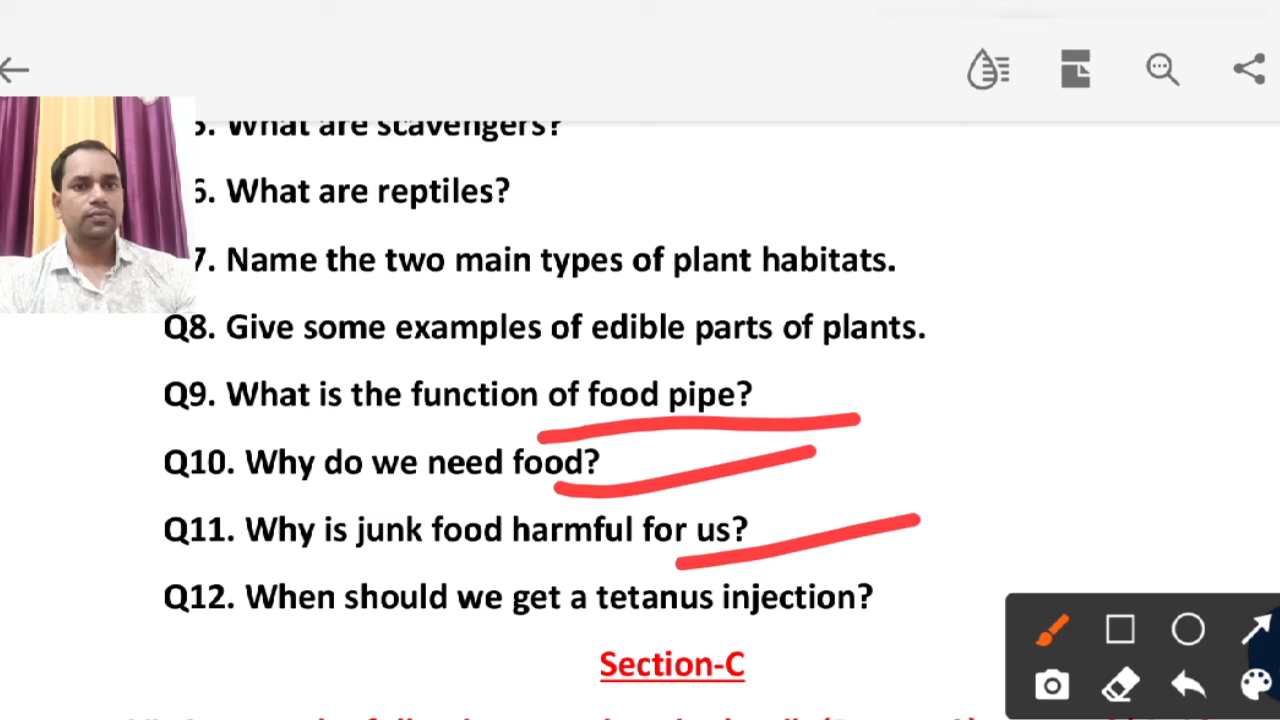 5. What are scavengers?
6. What are reptiles?
7. Name the two main types of plant habitats.
Q8. Give some examples of edible parts of plants.
Q9. What is the function of food pipe?
Q10. Why do we need food?
Q11. Why is junk food harmful for us?
Q12. When should we get a tetanus injection?
Section-C